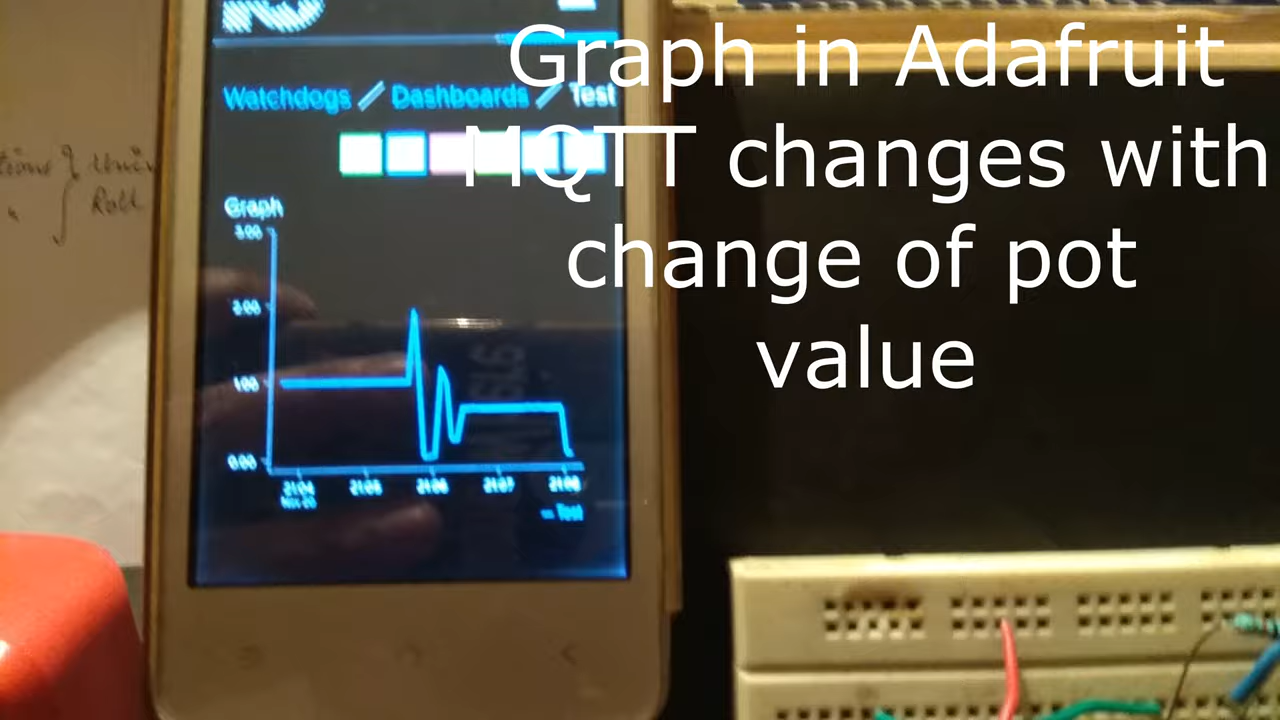 Graph in Adafruit
MQTT changes with
change of pot
value
Watchdogs / Dashboards / Test
Graph
3.00
2.00
1.00
0.00
21:04 21:05 21:06 21:07 21:08
Test
Roll